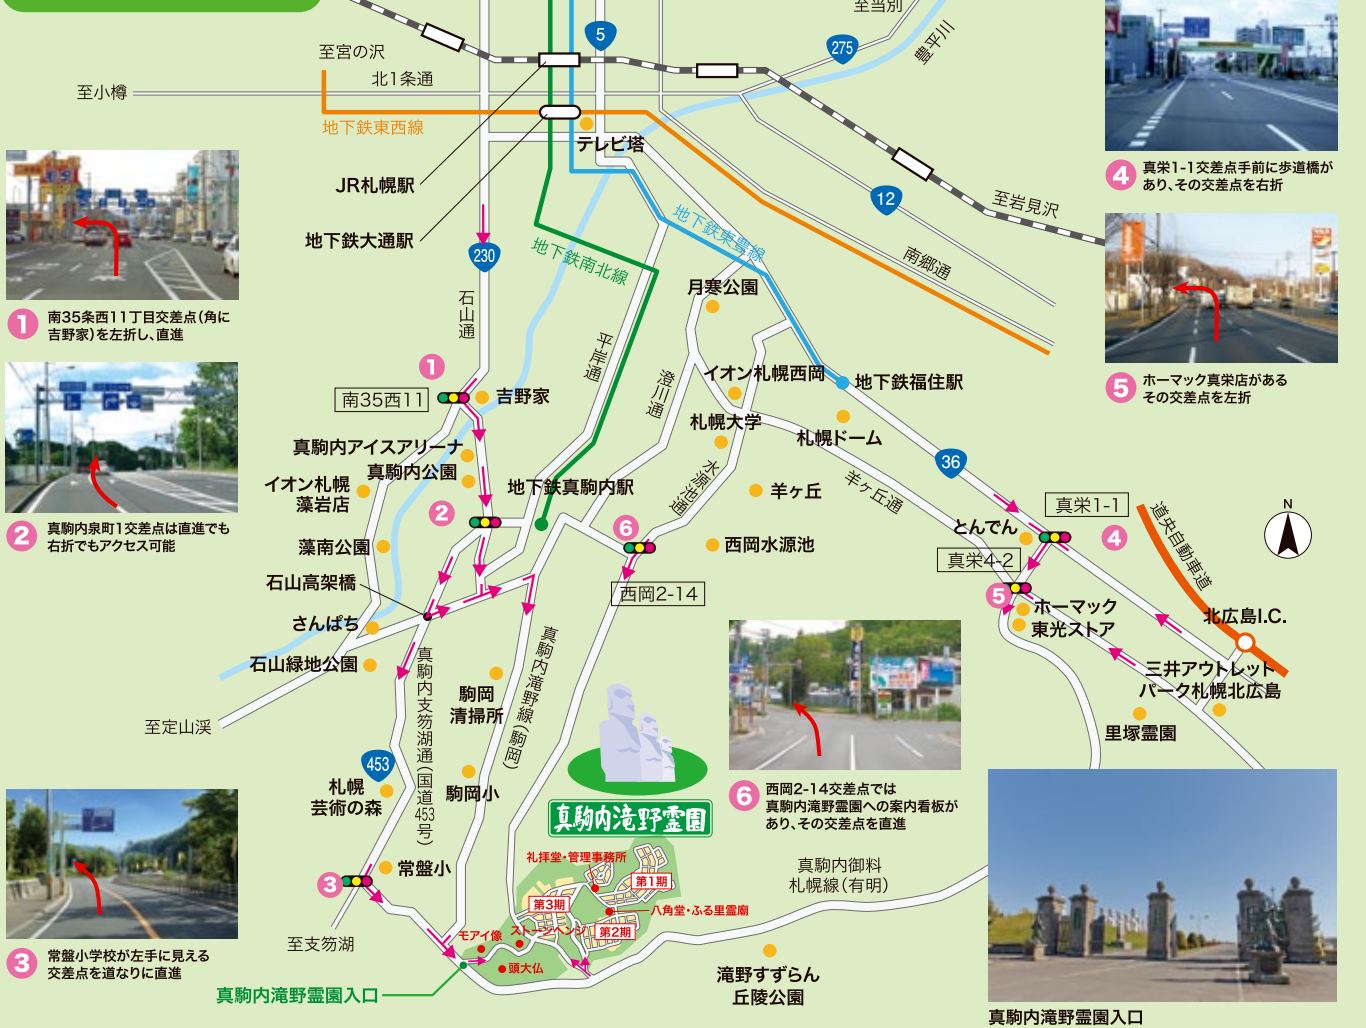 至当別
5
275
豊平川
至宮の沢
北1条通
至小樽
地下鉄東西線
テレビ塔
JR札幌駅
地下鉄大通駅
12
至岩見沢
南郷通
地下鉄東豊線
地下鉄南北線
230
石山通
平岸通
澄川通
月寒公園
イオン札幌西岡
地下鉄福住駅
札幌大学
札幌ドーム
36
水源池通
羊ヶ丘通
羊ヶ丘
西岡水源池
1
南35西11
吉野家
真駒内アイスアリーナ
真駒内公園
イオン札幌
藻岩店
地下鉄真駒内駅
2
藻南公園
石山高架橋
さんぱち
石山緑地公園
至定山渓
6
西岡2-14
とんでん
真栄1-1
4
真栄4-2
5
ホーマック
東光ストア
道央自動車道
N
北広島I.C.
三井アウトレット
パーク札幌北広島
里塚霊園
真駒内滝野線(駒岡)
真駒内支笏湖通(国道453号)
駒岡
清掃所
駒岡小
453
札幌
芸術の森
常盤小
3
至支笏湖
真駒内滝野霊園
礼拝堂・管理事務所
第1期
第3期
八角堂・ふる里霊廟
第2期
モアイ像
ストーンヘンジ
頭大仏
真駒内滝野霊園入口
真駒内御料
札幌線(有明)
滝野すずらん
丘陵公園
1
南35条西11丁目交差点(角に
吉野家)を左折し、直進
2
真駒内泉町1交差点は直進でも
右折でもアクセス可能
3
常盤小学校が左手に見える
交差点を道なりに直進
4
真栄1-1交差点手前に歩道橋が
あり、その交差点を右折
5
ホーマック真栄店がある
その交差点を左折
6
西岡2-14交差点では
真駒内滝野霊園への案内看板が
あり、その交差点を直進
真駒内滝野霊園入口